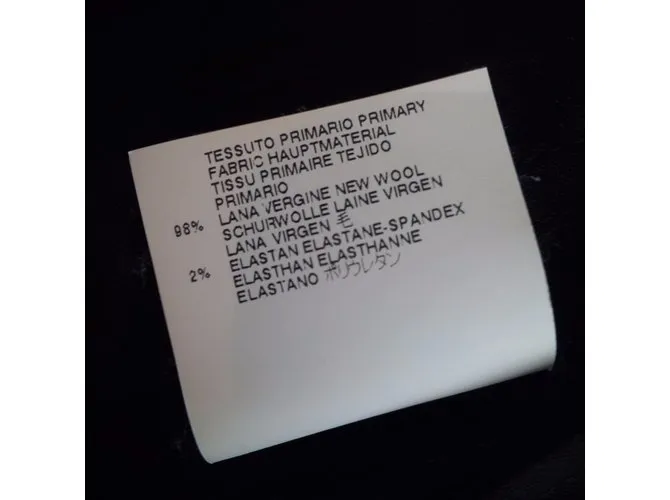 TESSUTO PRIMARIO PRIMARY
FABRIC HAUPTMATERIAL
TISSU PRIMAIRE TEJIDO
PRIMARIO
98% LANA VERGINE NEW WOOL
SCHURWOLLE LAINE VIRGEN
LANA VIRGEN 毛
2% ELASTAN ELASTANE-SPANDEX
ELASTHAN ELASTHANNE
ELASTANO ポリウレタン